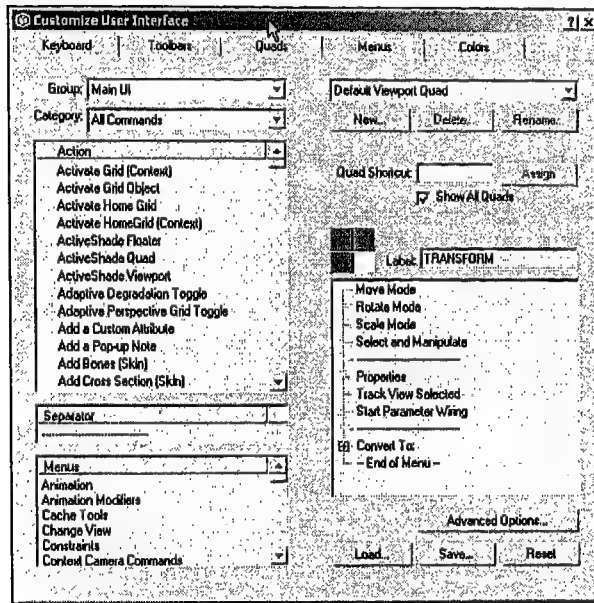 Customize User Interface
Keyboard Toolbars Quads Menus Colors
Group: Main UI
Category: All Commands
Action
Activate Grid (Context)
Activate Grid Object
Activate Home Grid
Activate HomeGrid (Context)
ActiveShade Floater
ActiveShade Quad
ActiveShade Viewport
Adaptive Degradation Toggle
Adaptive Perspective Grid Toggle
Add a Custom Attribute
Add a Pop-up Note
Add Bones (Skin)
Add Cross Section (Skin)
Separator
Menus
Animation
Animation Modifiers
Cache Tools
Change View
Constraints
Context Camera Commands
Default Viewport Quad
New... Delete... Rename...
Quad Shortcut: Assign
Show All Quads
Label: TRANSFORM
Move Mode
Rotate Mode
Scale Mode
Select and Manipulate
Properties
Track View Selected
Start Parameter Wiring
Convert To:
-- End of Menu --
Advanced Options...
Load... Save... Reset